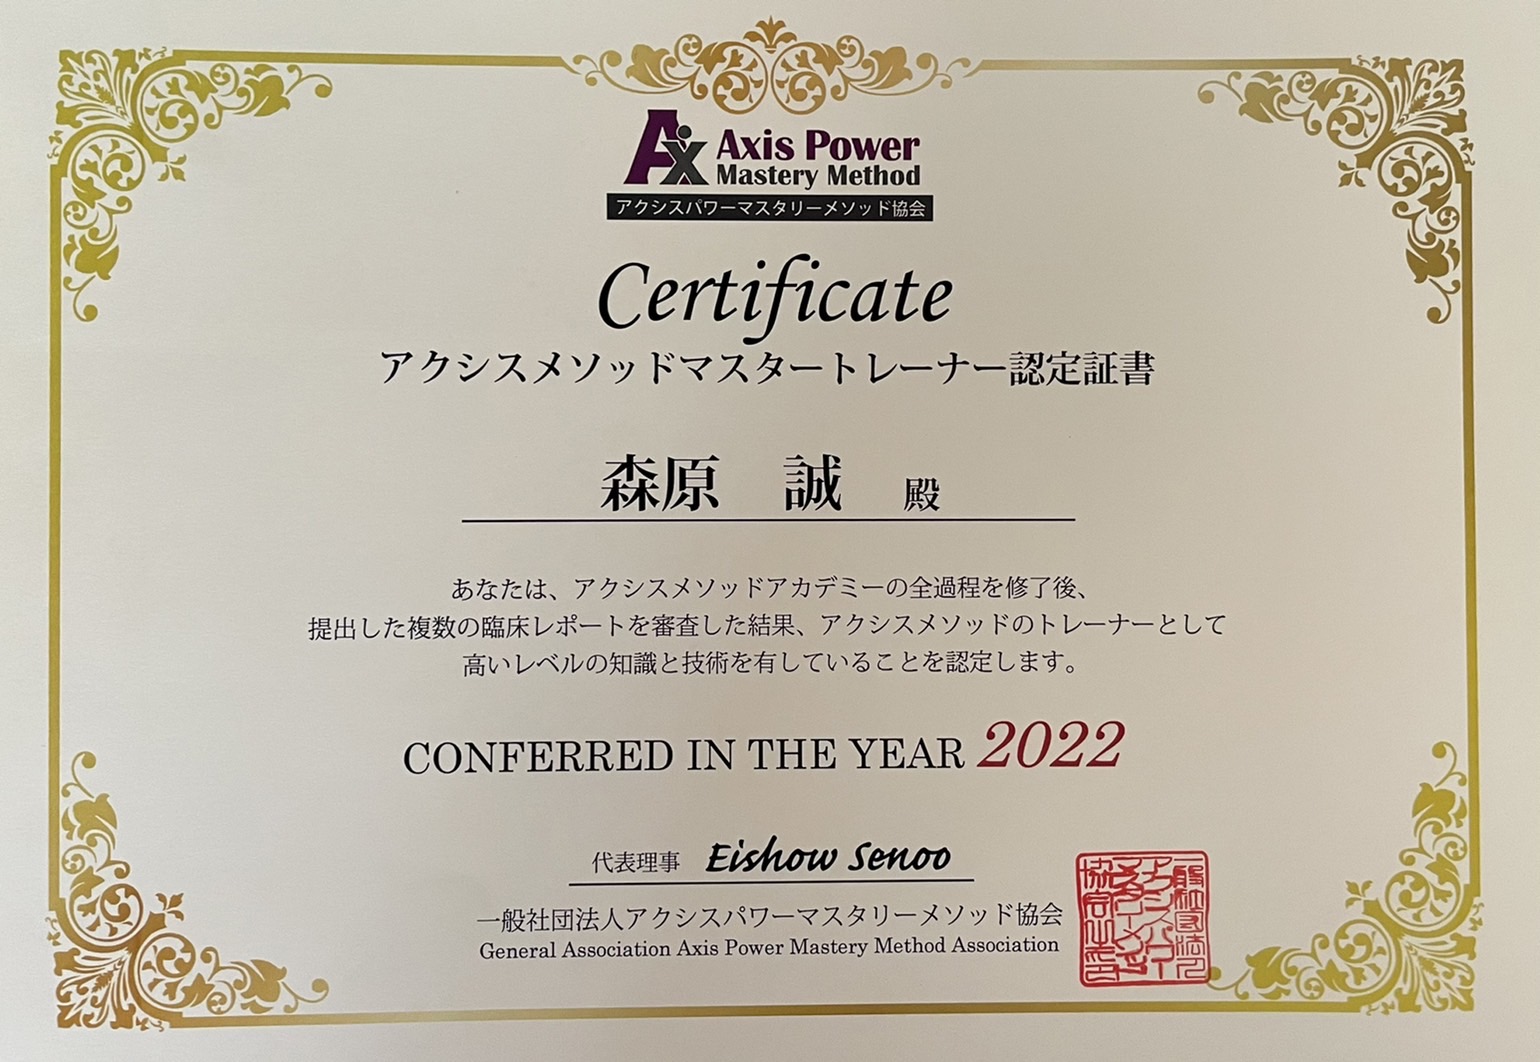 Axis Power
Mastery Method
アクシスパワーマスタリーメソッド協会
Certificate
アクシスメソッドマスタートレーナー認定証書
森原 誠 殿
あなたは、アクシスメソッドアカデミーの全過程を修了後、
提出した複数の臨床レポートを審査した結果、アクシスメソッドのトレーナーとして
高いレベルの知識と技術を有していることを認定します。
CONFERRED IN THE YEAR 2022
代表理事 Eishow Senoo
一般社団法人アクシスパワーマスタリーメソッド協会
General Association Axis Power Mastery Method Association